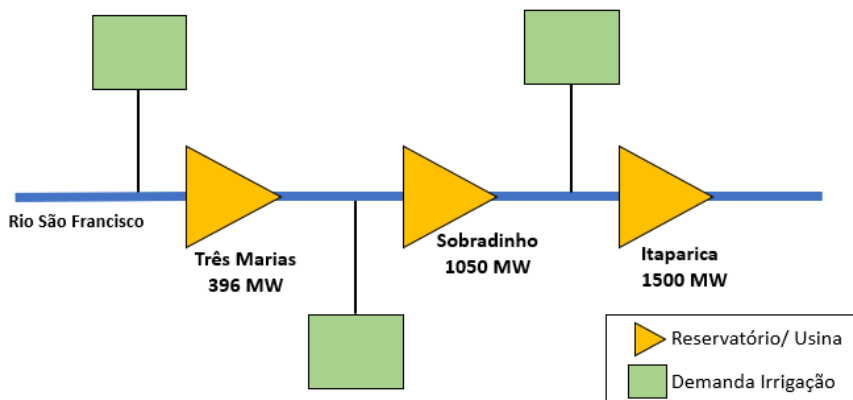 Rio São Francisco
Três Marias
396 MW
Sobradinho
1050 MW
Itaparica
1500 MW
Reservatório/ Usina
Demanda Irrigação